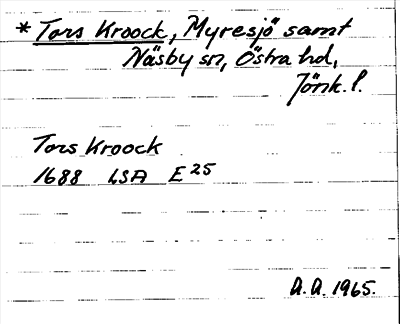 * Tors Kroock, Myresjö samt
Näsby sn, Östra hd,
Jönk. l.
Tors Kroock
1688 LSA E 25
A.A. 1965.